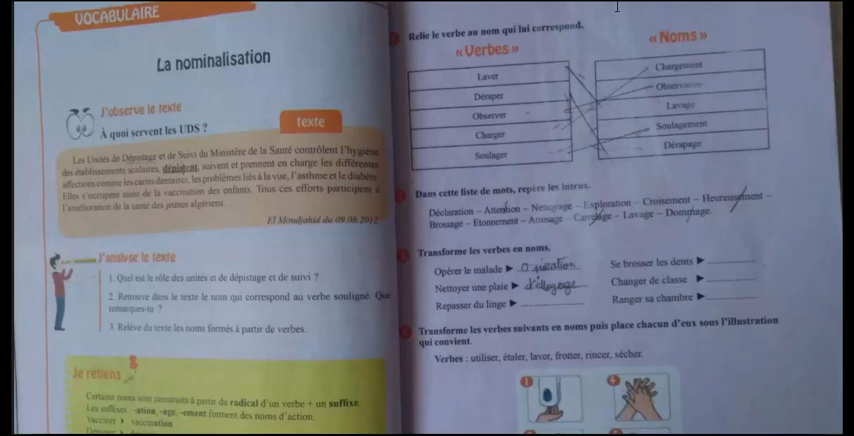 VOCABULAIRE
La nominalisation
J'observe le texte
À quoi servent les UDS ?
texte
Les Unités de Dépistage et de Suivi du Ministère de la Santé contrôlent l'hygiène
des établissements scolaires, dépistent, suivent et prennent en charge les différentes
affections comme les caries dentaires, les problèmes liés à la vue, l'asthme et le diabète
Elles s'occupent aussi de la vaccination des enfants. Tous ces efforts participent à
l'amélioration de la santé des jeunes algériens.
El Moudjahid du 09.08.2012
J'analyse le texte
1. Quel est le rôle des unités et de dépistage et de suivi ?
2. Retrouve dans le texte le nom qui correspond au verbe souligné. Que
remarques-tu ?
3. Relève du texte les noms formés à partir de verbes.
Je retiens
Certains noms sont construits à partir du radical d'un verbe + un suffixe.
Les suffixes : -ation, -age, -ement forment des noms d'action.
Vacciner vaccination
Relie le verbe au nom qui lui correspond.
« Verbes » « Noms »
Laver Chargement
Déraper Observation
Observer Lavage
Charger Soulagement
Soulager Dérapage
Dans cette liste de mots, repère les intrus.
Déclaration – Attention – Nettoyage – Exploration – Croisement – Heureusement –
Brossage – Etonnement – Arrosage – Carrelage – Lavage – Dommage.
Transforme les verbes en noms.
Opérer le malade Se brosser les dents
Nettoyer une plaie Changer de classe
Repasser du linge Ranger sa chambre
Transforme les verbes suivants en noms puis place chacun d'eux sous l'illustration
qui convient.
Verbes : utiliser, étaler, laver, frotter, rincer, sécher.
1 4